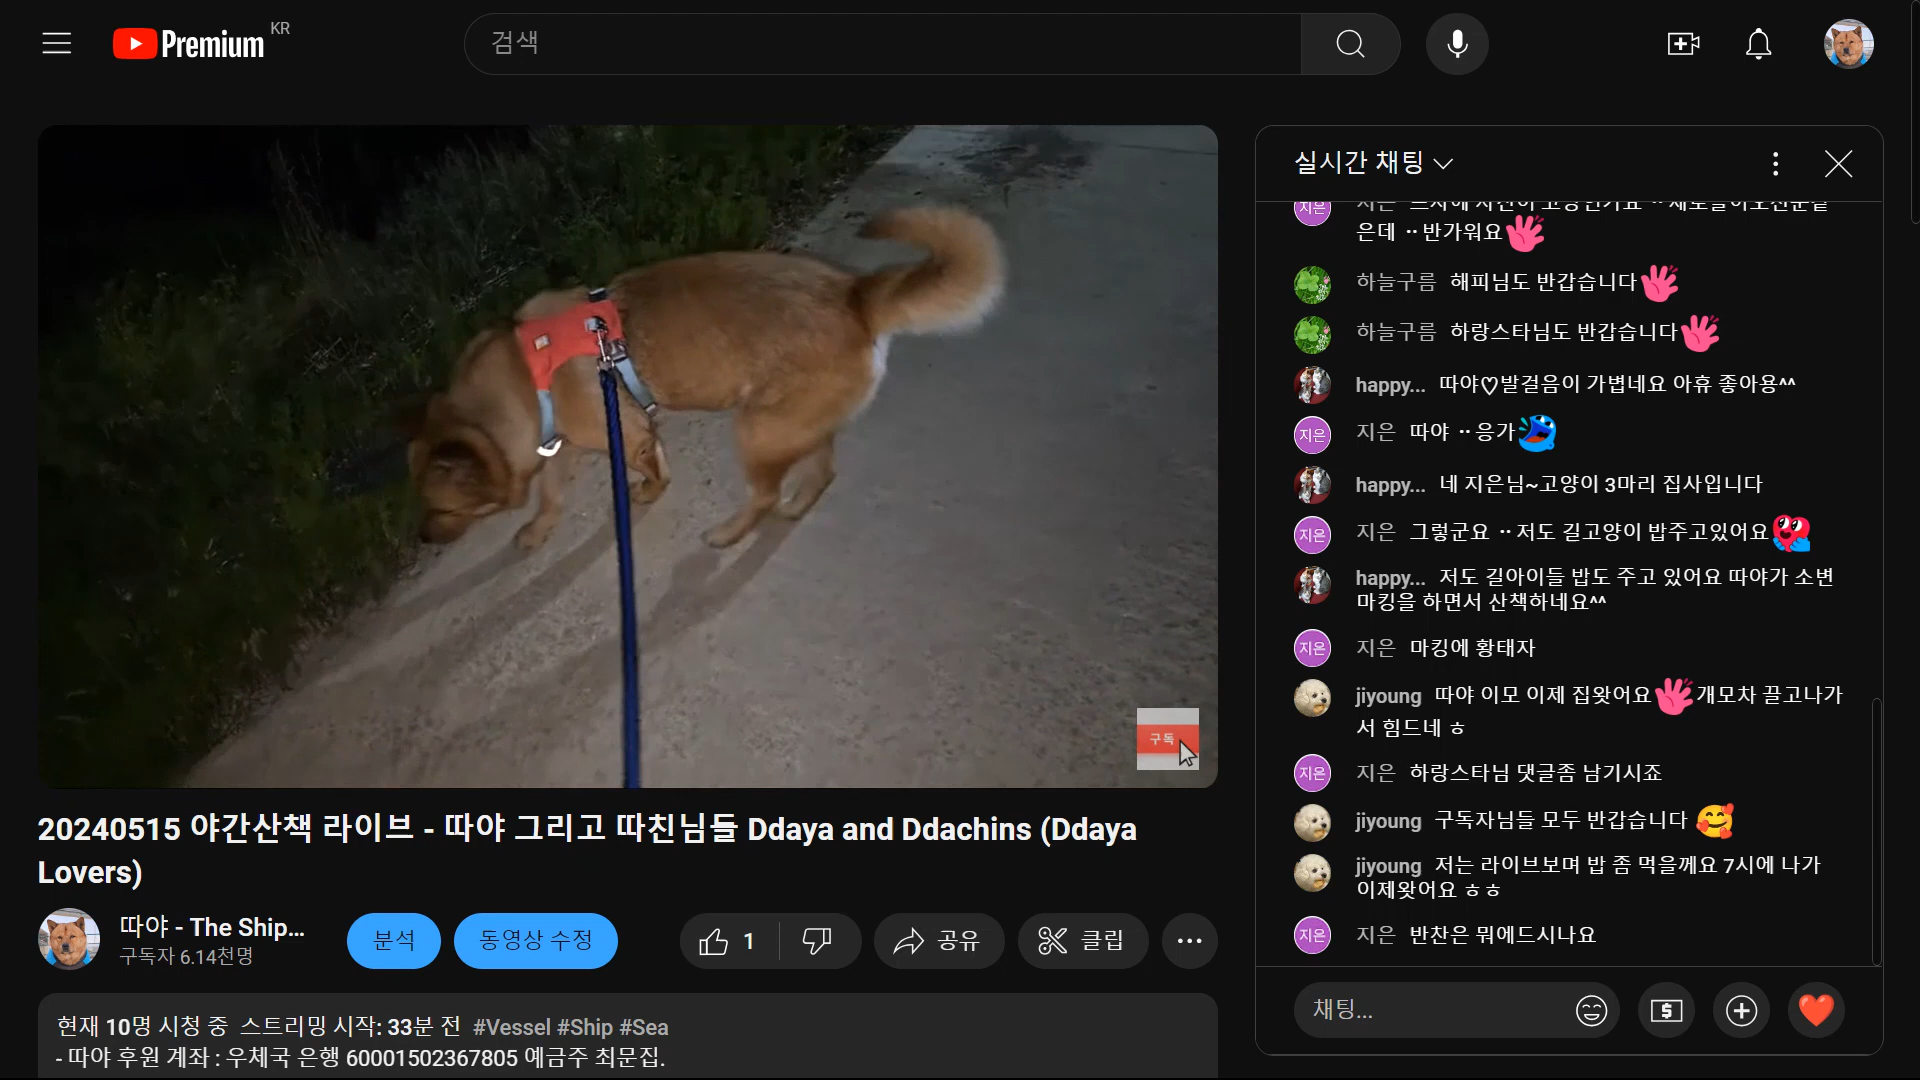 Premium KR
검색
실시간 채팅
지은
은데 ··반가워요
하늘구름 해피님도 반갑습니다
하늘구름 하랑스타님도 반갑습니다
happy... 따야♡발걸음이 가볍네요 아휴 좋아용^^
지은 지은 따야 ··응가
happy... 네 지은님~고양이 3마리 집사입니다
지은 지은 그렇군요 ··저도 길고양이 밥주고있어요
happy... 저도 길아이들 밥도 주고 있어요 따야가 소변
마킹을 하면서 산책하네요^^
지은 지은 마킹에 황태자
jiyoung 따야 이모 이제 집왓어요 개모차 끌고나가
서 힘드네 ㅎ
지은 지은 하랑스타님 댓글좀 남기시죠
jiyoung 구독자님들 모두 반갑습니다
jiyoung 저는 라이브보며 밥 좀 먹을께요 7시에 나가
이제왓어요 ㅎㅎ
지은 지은 반찬은 뭐에드시나요
채팅...
구독
20240515 야간산책 라이브 - 따야 그리고 따친님들 Ddaya and Ddachins (Ddaya
Lovers)
따야 - The Ship...
구독자 6.14천명
분석
동영상 수정
1
공유
클립
현재 10명 시청 중 스트리밍 시작: 33분 전 #Vessel #Ship #Sea
- 따야 후원 계좌 : 우체국 은행 60001502367805 예금주 최문집.